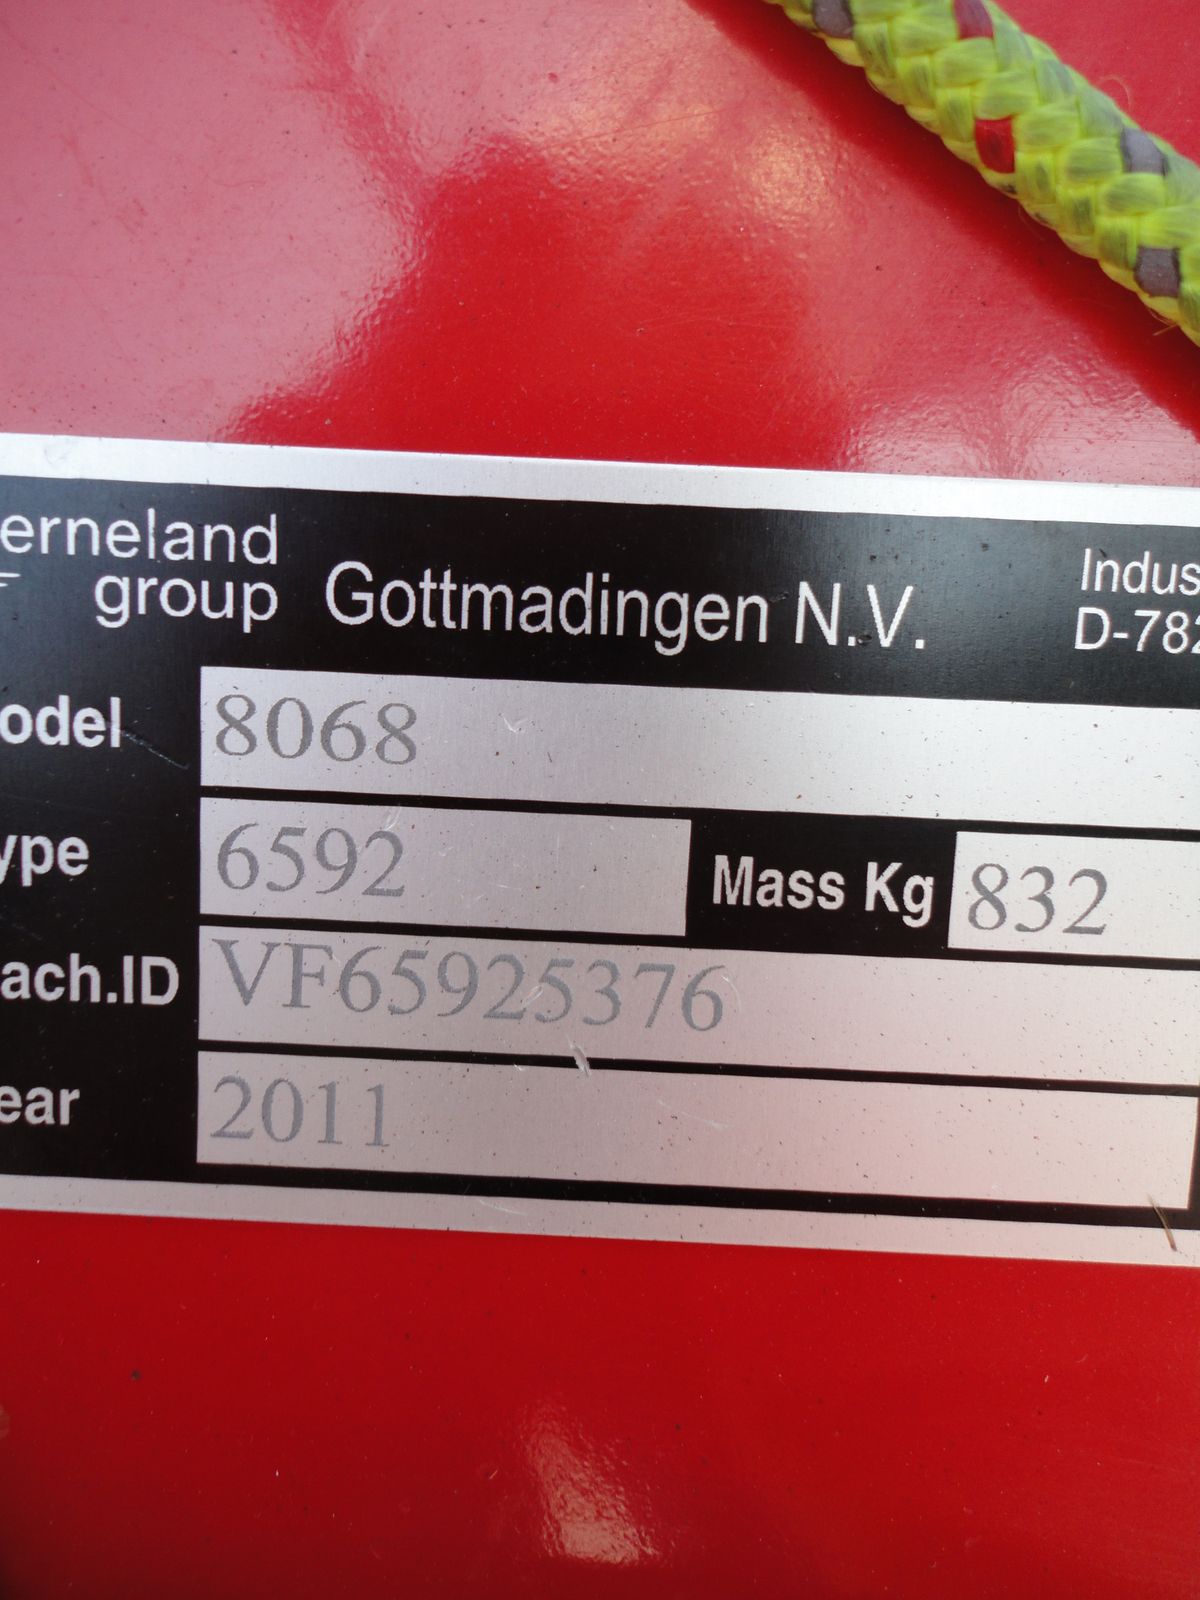 erneland
group Gottmadingen N.V.
Indus
D-782
odel 8068
ype 6592 Mass Kg 832
ach.ID VF65925376
ear 2011